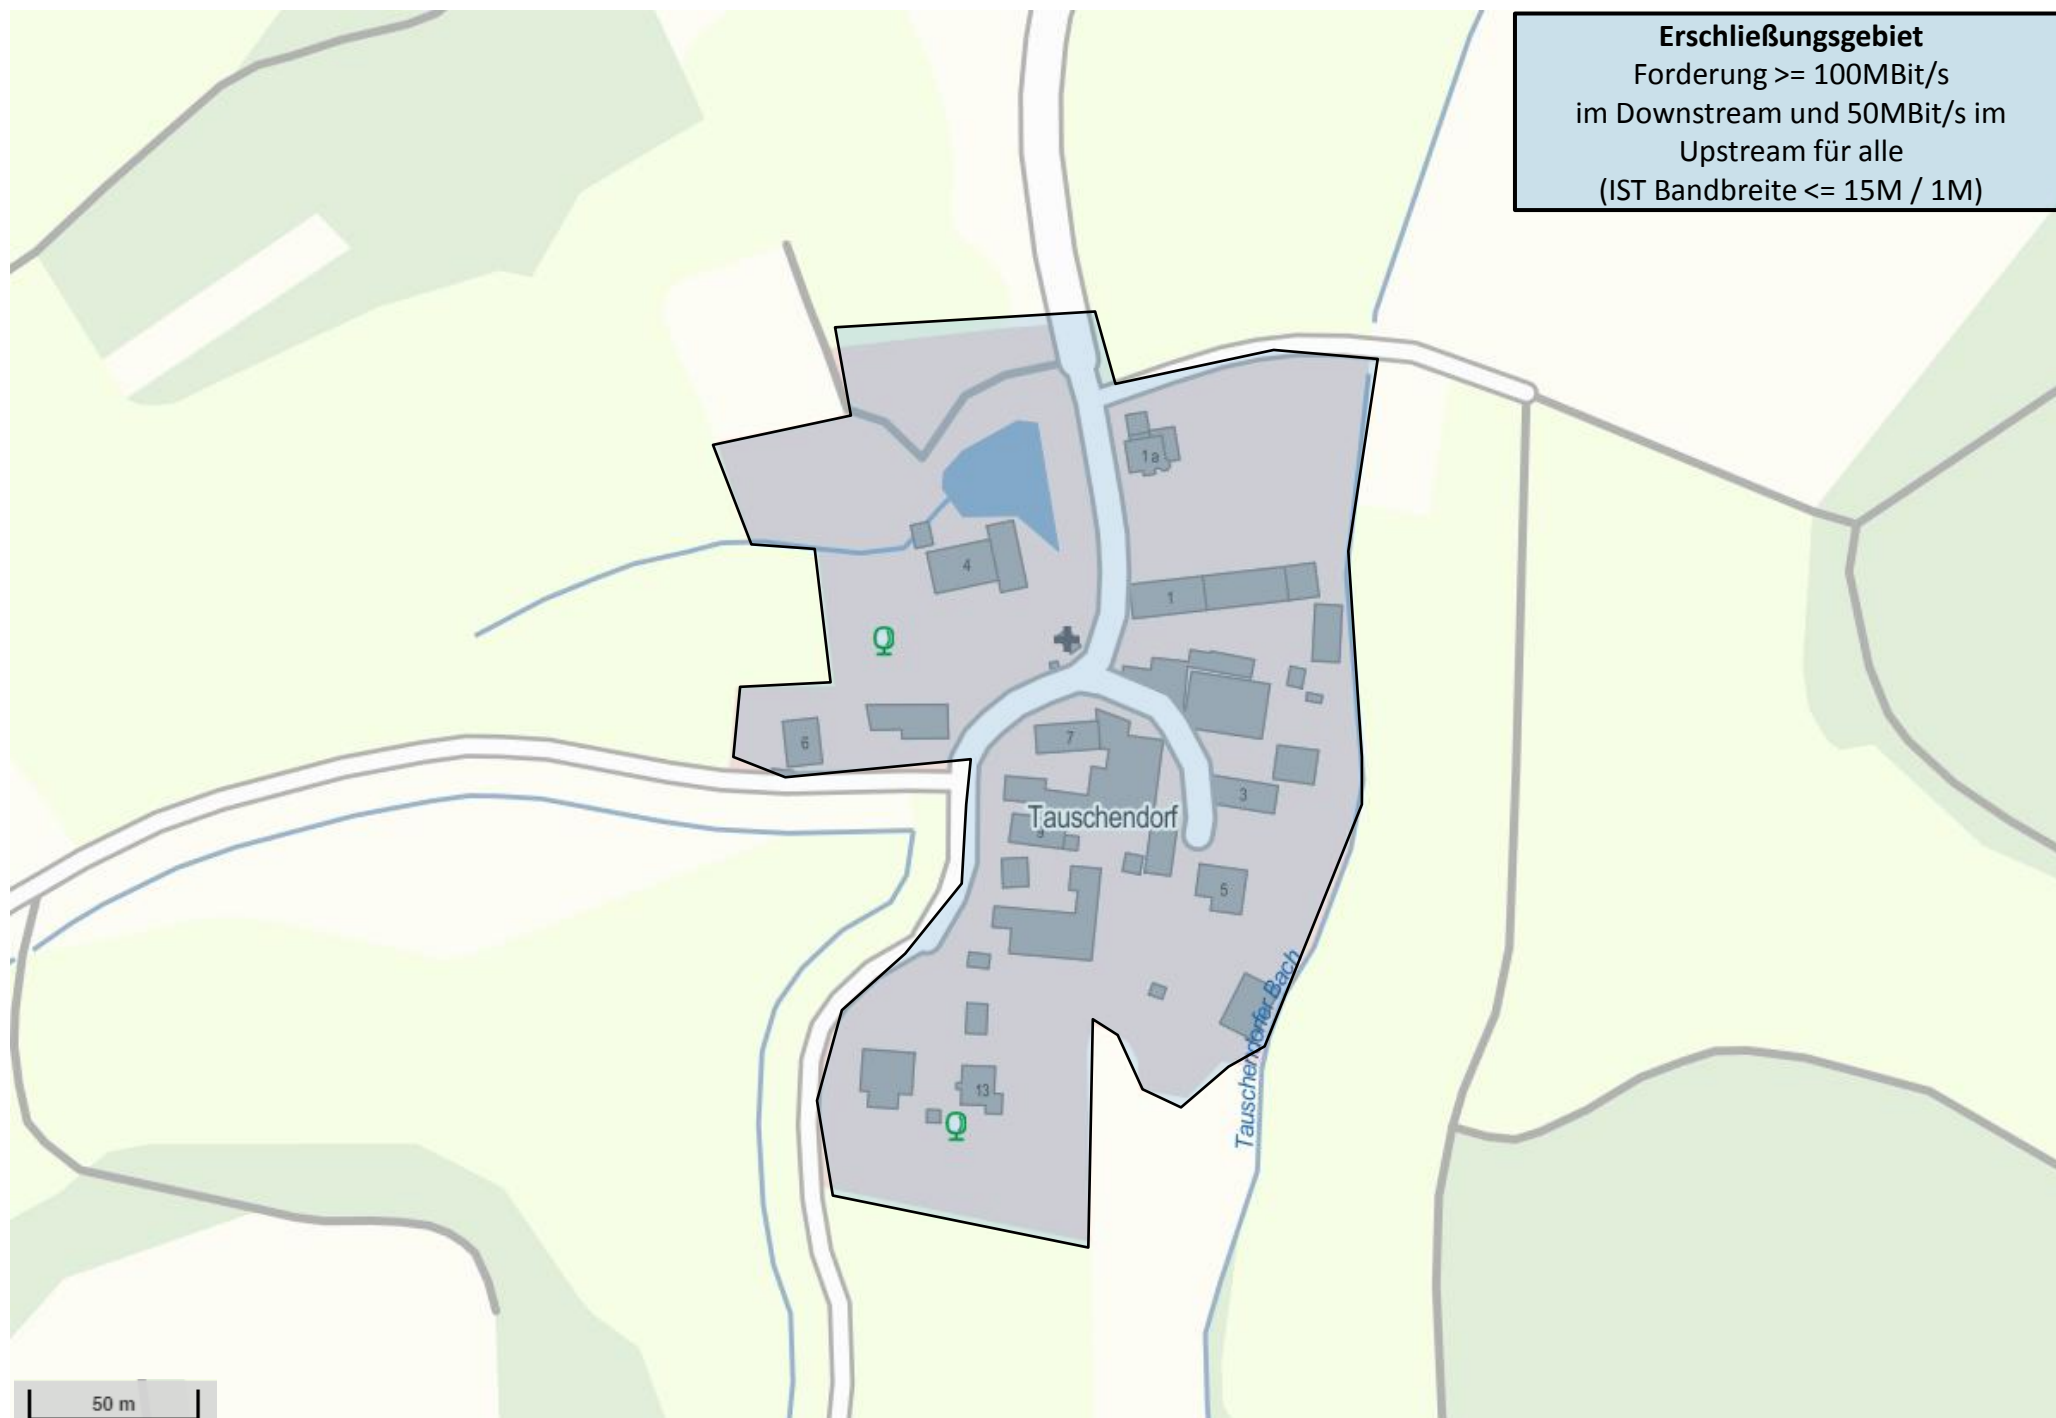 Erschließungsgebiet
Forderung >= 100MBit/s
im Downstream und 50MBit/s im
Upstream für alle
(IST Bandbreite <= 15M / 1M)
1a
4
1
6
7
3
Tauschendorf
9
5
Tauschendorfer Bach
13
50 m